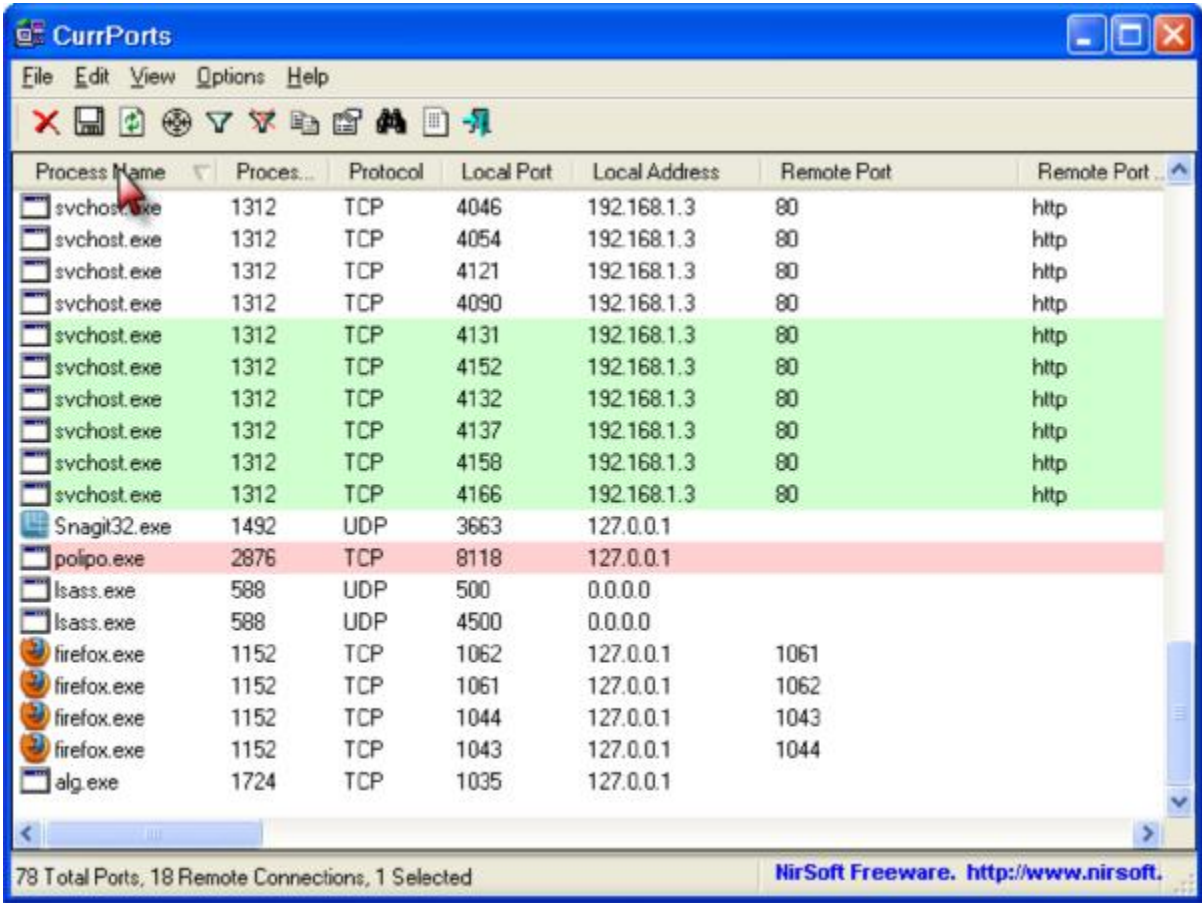 CurrPorts
File Edit View Options Help
Process Name Proces... Protocol Local Port Local Address Remote Port Remote Port ...
svchost.exe 1312 TCP 4046 192.168.1.3 80 http
svchost.exe 1312 TCP 4054 192.168.1.3 80 http
svchost.exe 1312 TCP 4121 192.168.1.3 80 http
svchost.exe 1312 TCP 4090 192.168.1.3 80 http
svchost.exe 1312 TCP 4131 192.168.1.3 80 http
svchost.exe 1312 TCP 4152 192.168.1.3 80 http
svchost.exe 1312 TCP 4132 192.168.1.3 80 http
svchost.exe 1312 TCP 4137 192.168.1.3 80 http
svchost.exe 1312 TCP 4158 192.168.1.3 80 http
svchost.exe 1312 TCP 4166 192.168.1.3 80 http
Snagit32.exe 1492 UDP 3663 127.0.0.1
polipo.exe 2876 TCP 8118 127.0.0.1
lsass.exe 588 UDP 500 0.0.0.0
lsass.exe 588 UDP 4500 0.0.0.0
firefox.exe 1152 TCP 1062 127.0.0.1 1061
firefox.exe 1152 TCP 1061 127.0.0.1 1062
firefox.exe 1152 TCP 1044 127.0.0.1 1043
firefox.exe 1152 TCP 1043 127.0.0.1 1044
alg.exe 1724 TCP 1035 127.0.0.1
78 Total Ports, 18 Remote Connections, 1 Selected NirSoft Freeware. http://www.nirsoft.